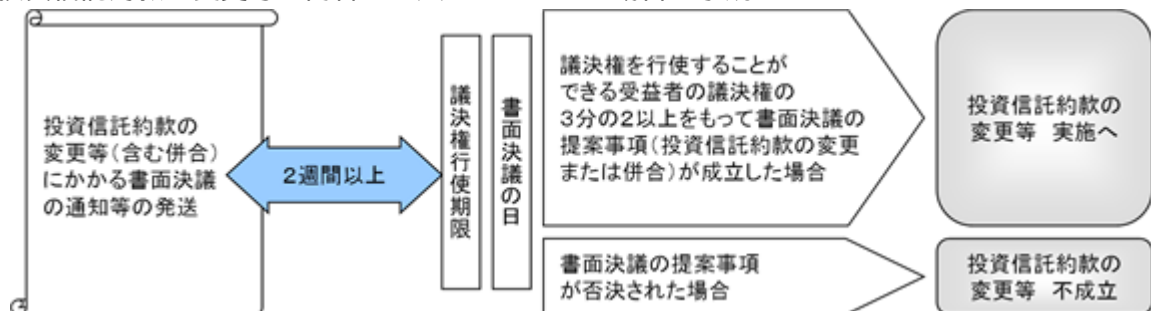 投資信託約款の
変更等(含む併合)
にかかる書面決議
の通知等の発送
2週間以上
議決権行使期限
書面決議の日
議決権を行使することが
できる受益者の議決権の
3分の2以上をもって書面決議の
提案事項(投資信託約款の変更
または併合)が成立した場合
投資信託約款の
変更等 実施へ
書面決議の提案事項
が否決された場合
投資信託約款の
変更等 不成立